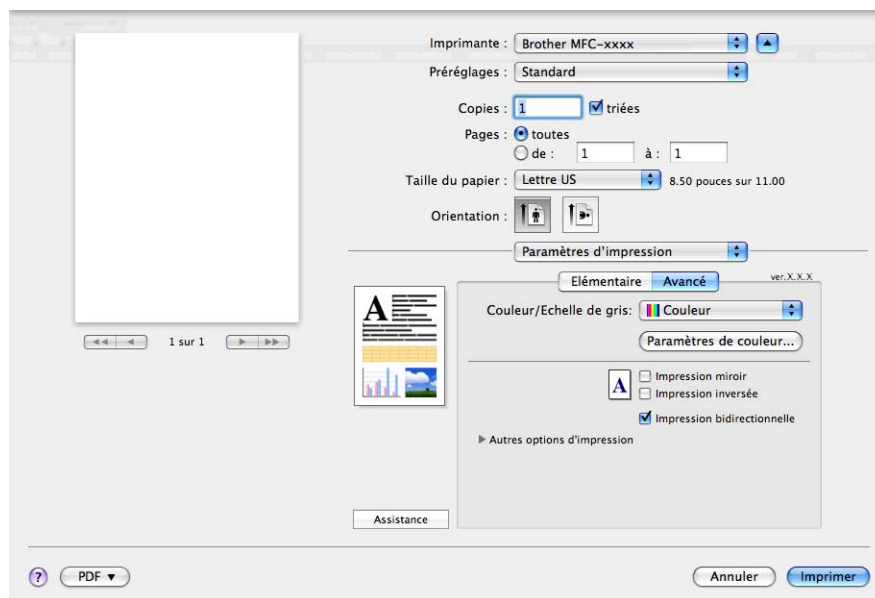 Imprimante : Brother MFC-xxxx
Préréglages : Standard
Copies : 1 triées
Pages : toutes
de : 1 à : 1
Taille du papier : Lettre US 8.50 pouces sur 11.00
Orientation :
Paramètres d'impression
Elémentaire Avancé ver.X.X.X
Couleur/Echelle de gris: Couleur
Paramètres de couleur...
A
Impression miroir
Impression inversée
A
Impression bidirectionnelle
Autres options d'impression
1 sur 1
Assistance
? PDF Annuler Imprimer